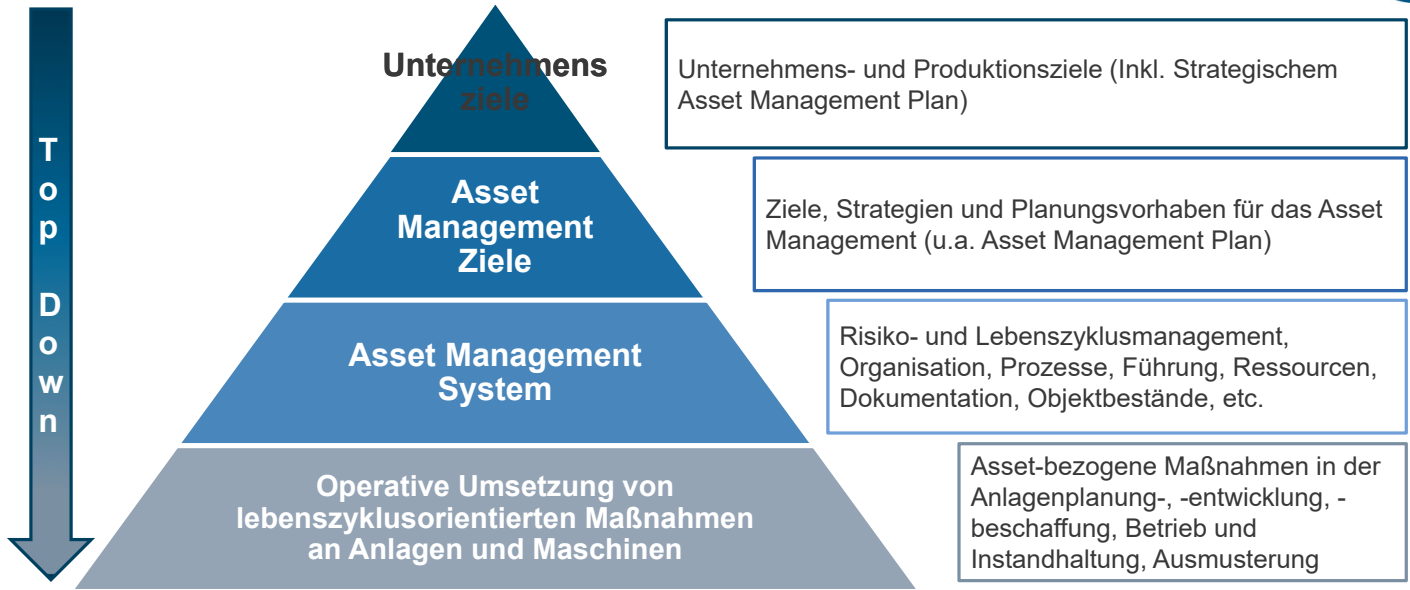 Top Down
Unternehmens
ziele
Unternehmens- und Produktionsziele (Inkl. Strategischem
Asset Management Plan)
Asset
Management
Ziele
Ziele, Strategien und Planungsvorhaben für das Asset
Management (u.a. Asset Management Plan)
Asset Management
System
Risiko- und Lebenszyklusmanagement,
Organisation, Prozesse, Führung, Ressourcen,
Dokumentation, Objektbestände, etc.
Operative Umsetzung von
lebenszyklusorientierten Maßnahmen
an Anlagen und Maschinen
Asset-bezogene Maßnahmen in der
Anlagenplanung-, -entwicklung, -
beschaffung, Betrieb und
Instandhaltung, Ausmusterung